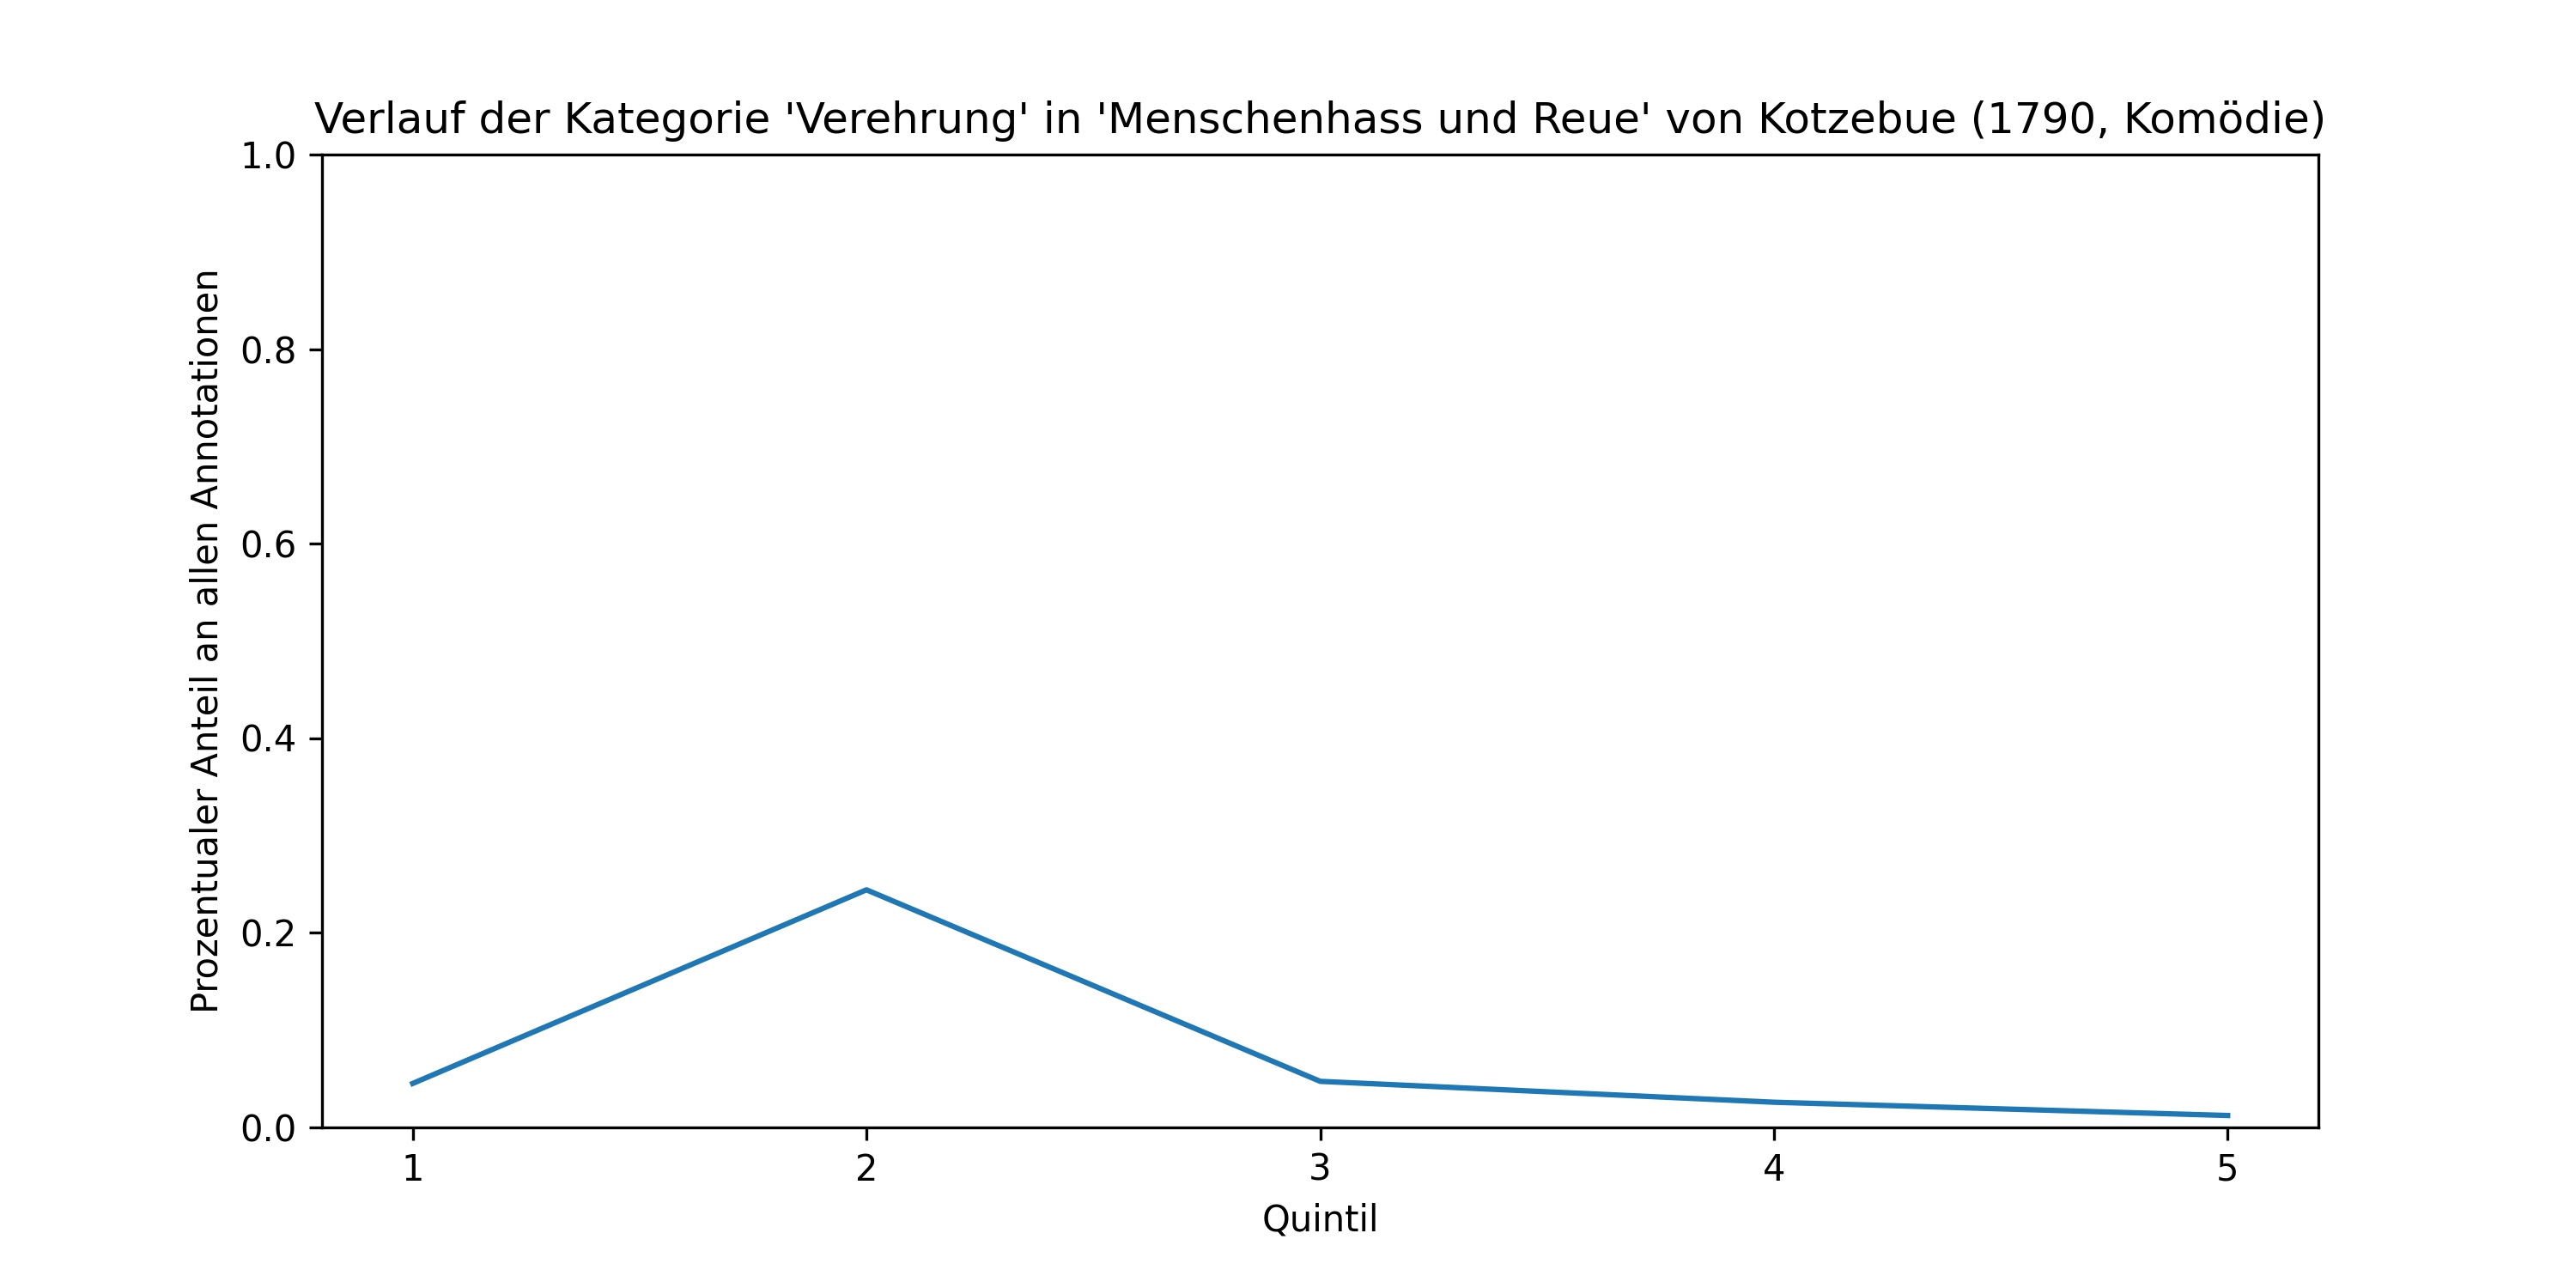 Verlauf der Kategorie 'Verehrung' in 'Menschenhass und Reue' von Kotzebue (1790, Komödie)
Prozentualer Anteil an allen Annotationen
1.0
0.8
0.6
0.4
0.2
0.0
1 2 3 4 5
Quintil